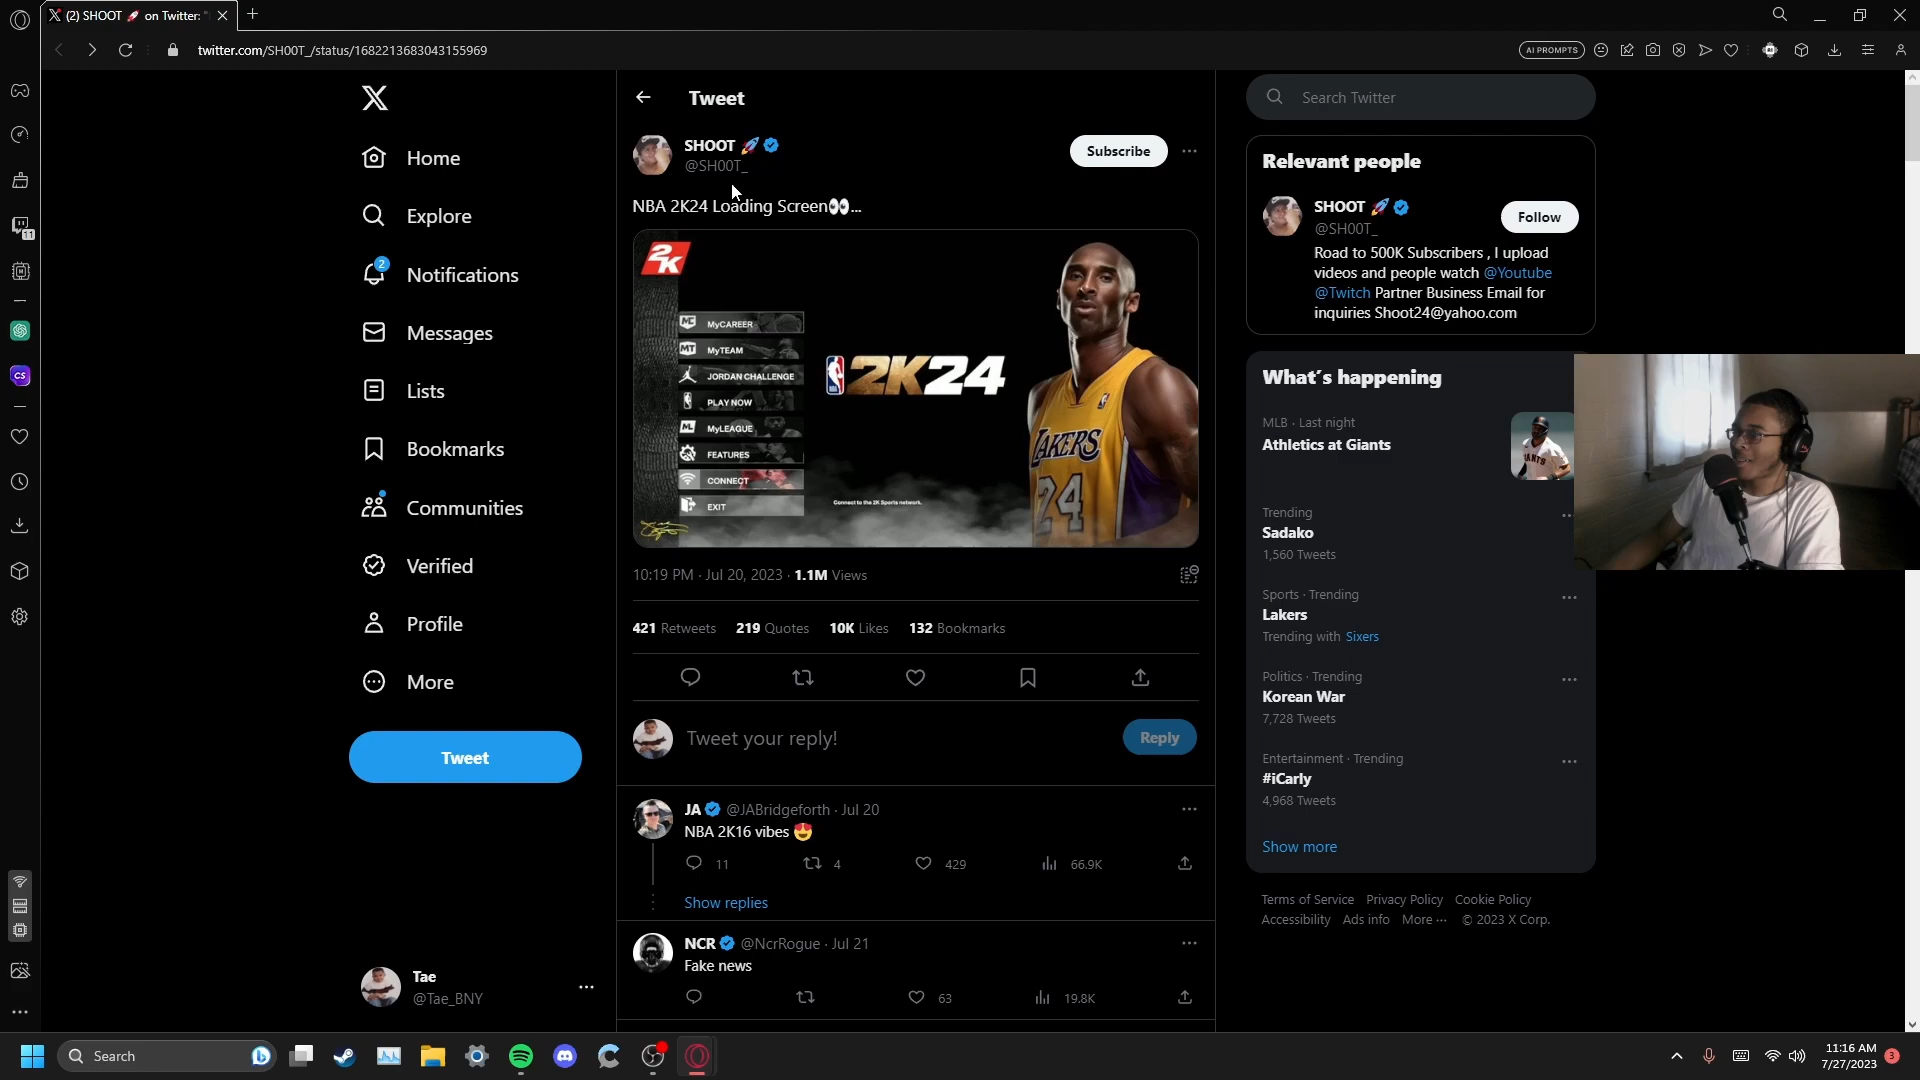 (2) SHOOT 🚀 on Twitter: "
twitter.com/SH00T_/status/1682213683043155969
AI PROMPTS
11
CS
Home
Explore
2
Notifications
Messages
Lists
Bookmarks
Communities
Verified
Profile
More
Tweet
Tae
@Tae_BNY
Tweet
SHOOT 🚀
@SH00T_
Subscribe
NBA 2K24 Loading Screen👀...
2K
MC MyCAREER
MT MyTEAM
JORDAN CHALLENGE
PLAY NOW
ML MyLEAGUE
FEATURES
CONNECT
EXIT
2K24
Connect to the 2K Sports network.
LAKERS
24
10:19 PM · Jul 20, 2023 · 1.1M Views
421 Retweets 219 Quotes 10K Likes 132 Bookmarks
Tweet your reply!
Reply
JA @JABridgeforth · Jul 20
NBA 2K16 vibes 😍
11 4 429 66.9K
Show replies
NCR @NcrRogue · Jul 21
Fake news
63 19.8K
Search Twitter
Relevant people
SHOOT 🚀
@SH00T_
Follow
Road to 500K Subscribers , I upload
videos and people watch @Youtube
@Twitch Partner Business Email for
inquiries Shoot24@yahoo.com
What's happening
MLB · Last night
Athletics at Giants
GIANTS
Trending
Sadako
1,560 Tweets
Sports · Trending
Lakers
Trending with Sixers
Politics · Trending
Korean War
7,728 Tweets
Entertainment · Trending
#iCarly
4,968 Tweets
Show more
Terms of Service Privacy Policy Cookie Policy
Accessibility Ads info More ··· © 2023 X Corp.
Search
11:16 AM
7/27/2023
3